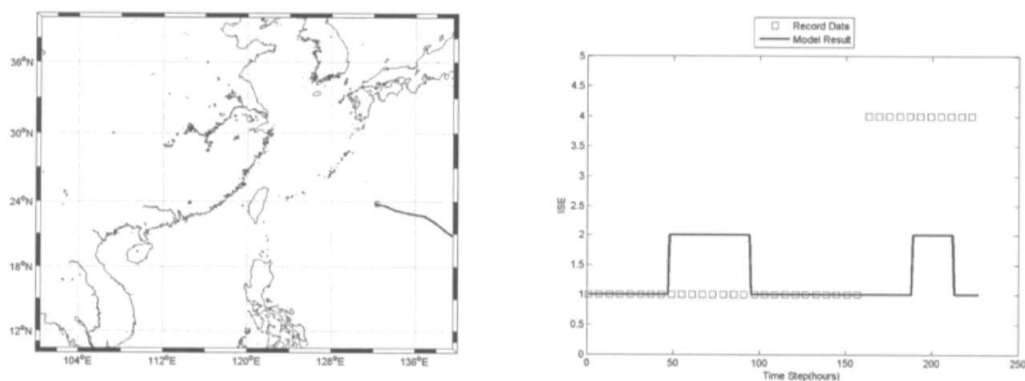 36°N
30°N
24°N
18°N
12°N
104°E
112°E
120°E
128°E
136°E
Record Data
Model Result
5
4.5
4
3.5
3
2.5
2
1.5
1
0.5
0
ISE
0
50
100
150
200
250
Time Step(hours)